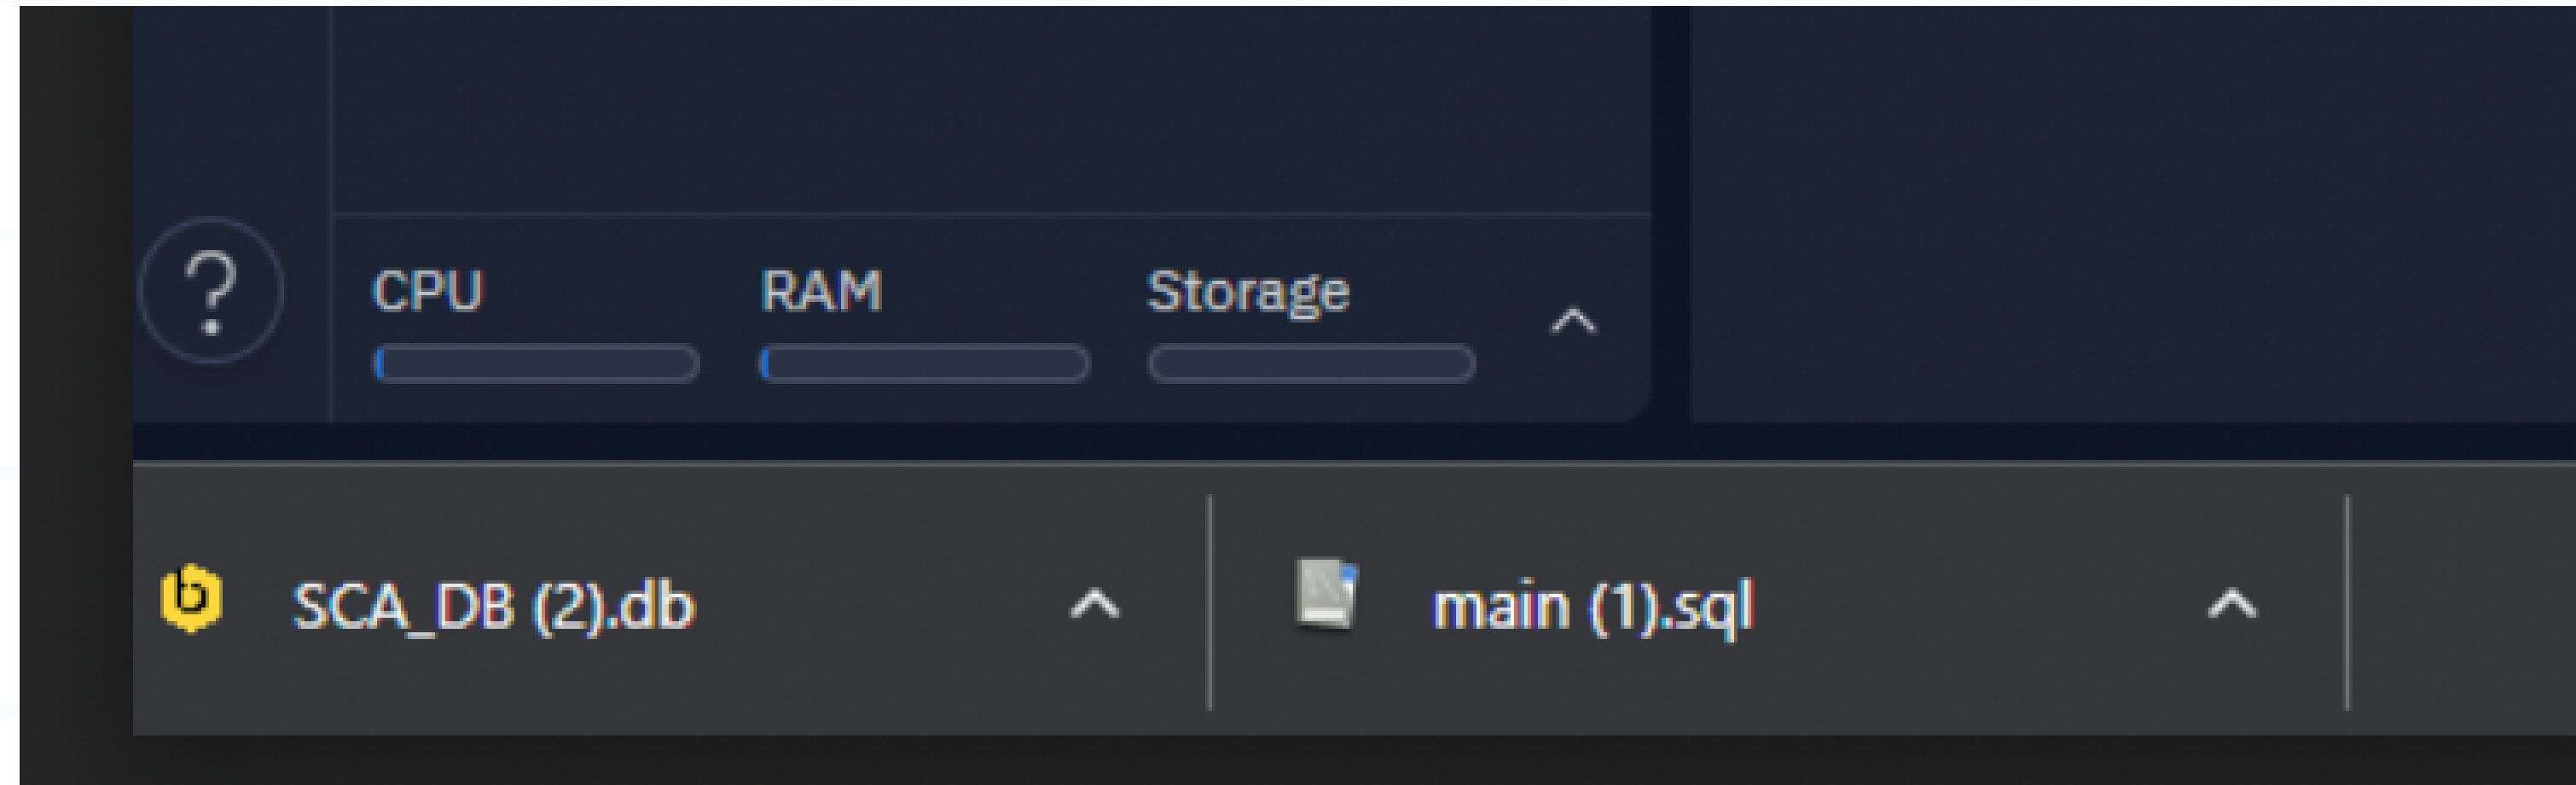 ?
CPU RAM Storage
SCA_DB (2).db main (1).sql